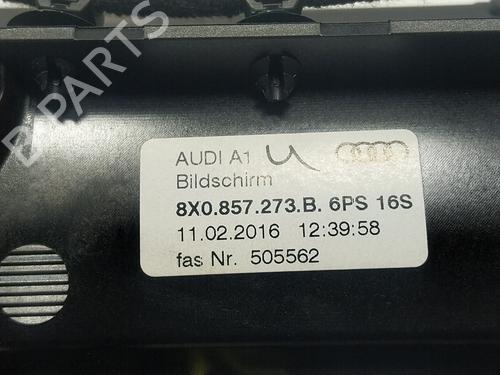 B-PARTS
AUDI A1 u
Bildschirm
8X0.857.273.B. 6PS 16S
11.02.2016 12:39:58
fas Nr. 505562